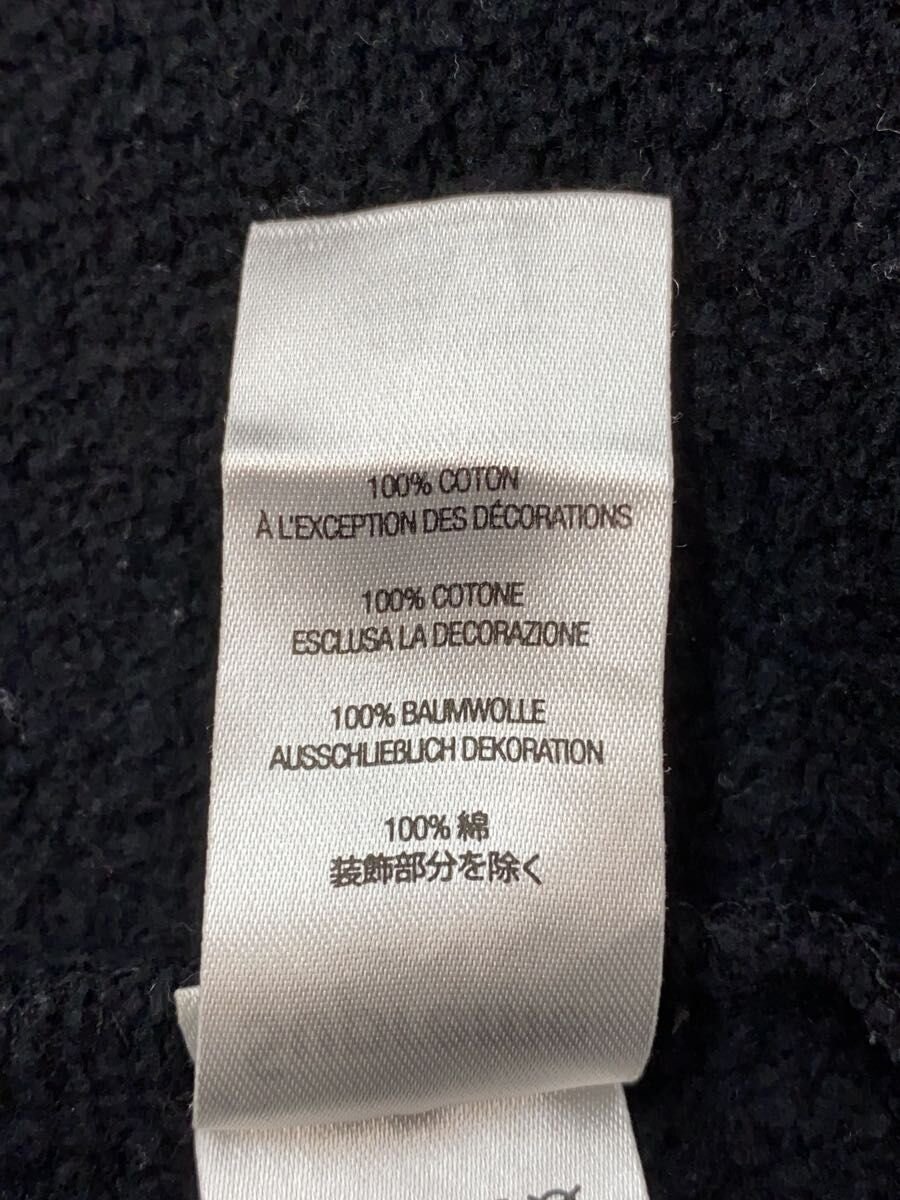 100% COTON
À L'EXCEPTION DES DÉCORATIONS
100% COTONE
ESCLUSA LA DECORAZIONE
100% BAUMWOLLE
AUSSCHLIEßLICH DEKORATION
100% 綿
装飾部分を除く